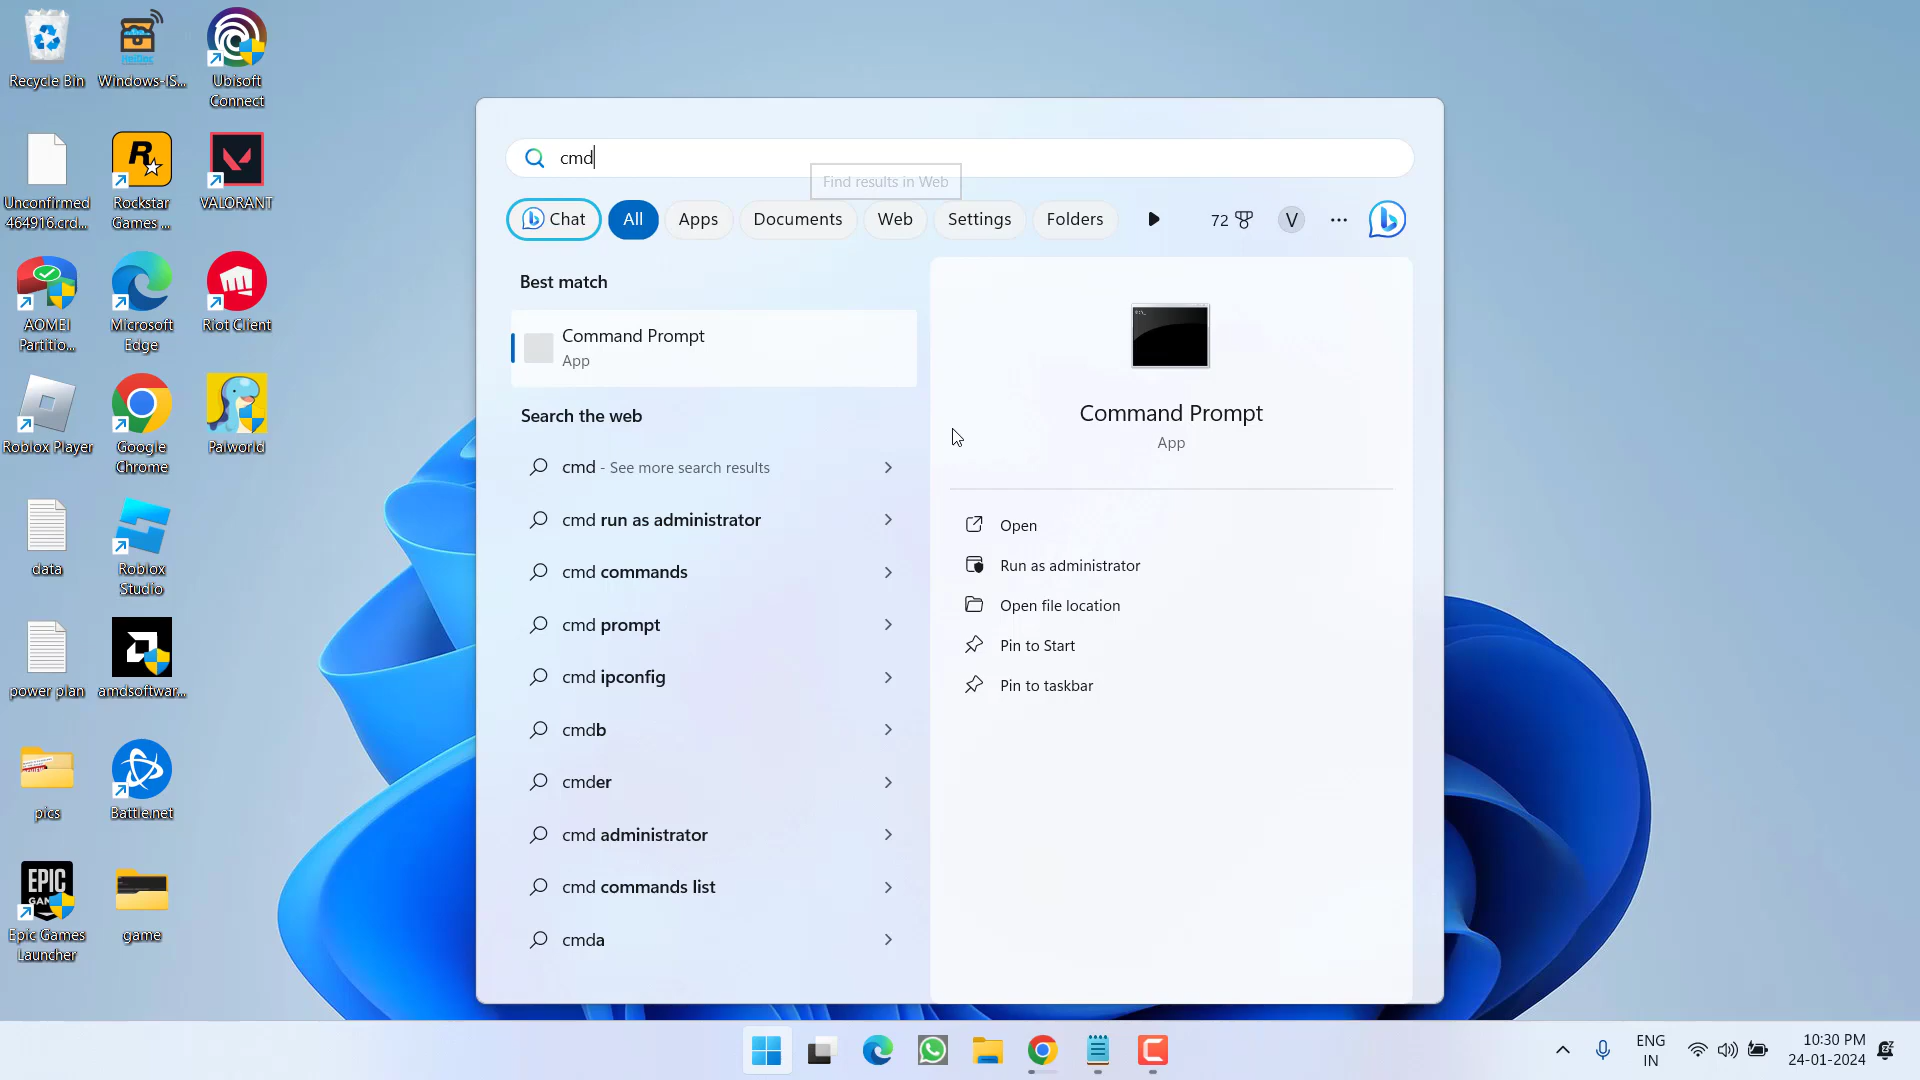 Recycle Bin
Windows-IS...
Ubisoft
Connect
Unconfirmed
464916.crd...
Rockstar
Games ...
VALORANT
AOMEI
Partitio...
Microsoft
Edge
Riot Client
Roblox Player
Google
Chrome
Palworld
data
Roblox
Studio
power plan
amdsoftwar...
pics
Battle.net
EPIC
Epic Games
Launcher
game
cmd
Find results in Web
Chat
All
Apps
Documents
Web
Settings
Folders
72
V
Best match
Command Prompt
App
Search the web
cmd - See more search results
cmd run as administrator
cmd commands
cmd prompt
cmd ipconfig
cmdb
cmder
cmd administrator
cmd commands list
cmda
Command Prompt
App
Open
Run as administrator
Open file location
Pin to Start
Pin to taskbar
ENG
IN
10:30 PM
24-01-2024